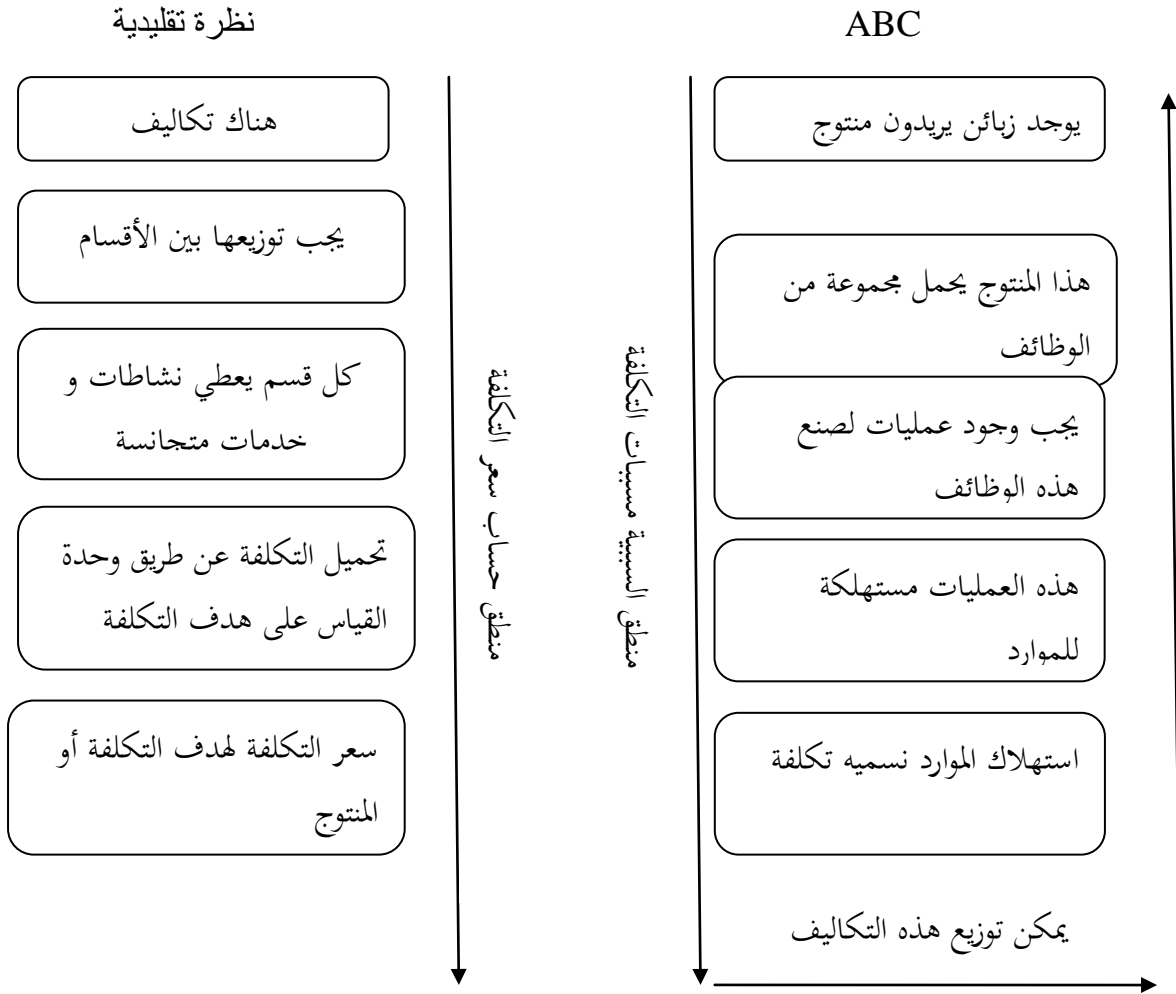 ABC
يوجد زبائن يريدون منتوج
هذا المنتوج يحمل مجموعة من
الوظائف
يجب وجود عمليات لصنع
هذه الوظائف
هذه العمليات مستهلكة
للموارد
استهلاك الموارد نسميه تكلفة
يمكن توزيع هذه التكاليف
منطق السببية مسببات التكلفة
منطق حساب سعر التكلفة
نظرة تقليدية
هناك تكاليف
يجب توزيعها بين الأقسام
كل قسم يعطي نشاطات و
خدمات متجانسة
تحميل التكلفة عن طريق وحدة
القياس على هدف التكلفة
سعر التكلفة لهدف التكلفة أو
المنتوج